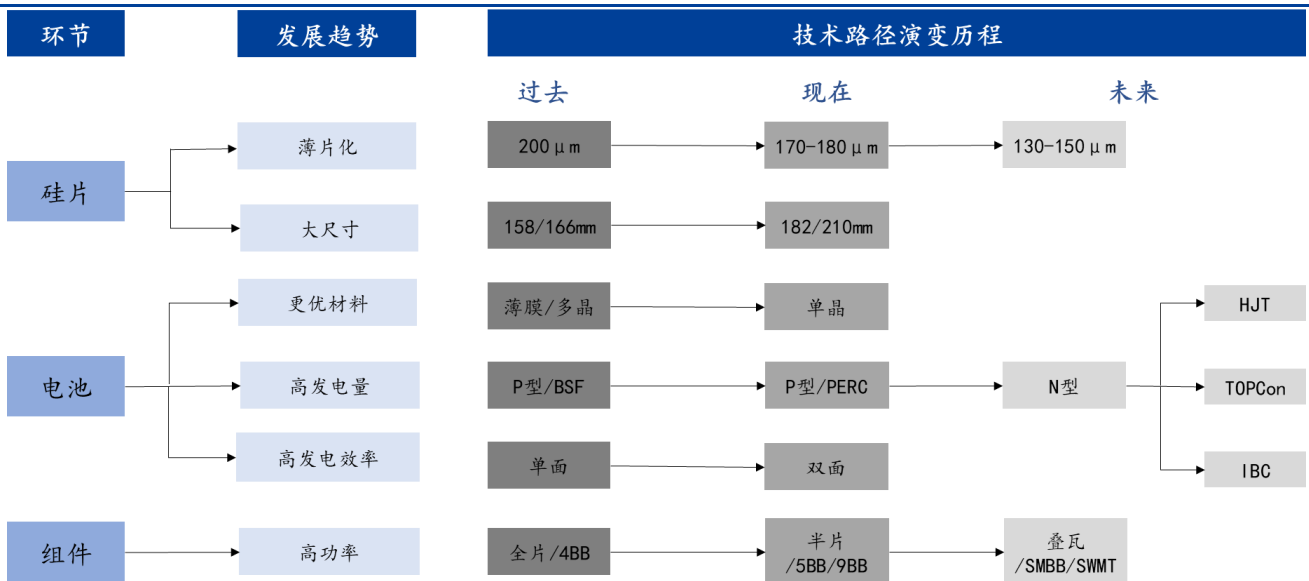 环节
发展趋势
技术路径演变历程
过去
现在
未来
硅片
薄片化
200μm
170-180μm
130-150μm
大尺寸
158/166mm
182/210mm
电池
更优材料
薄膜/多晶
单晶
高发电量
P型/BSF
P型/PERC
N型
HJT
TOPCon
IBC
高发电效率
单面
双面
组件
高功率
全片/4BB
半片
/5BB/9BB
叠瓦
/SMBB/SWMT